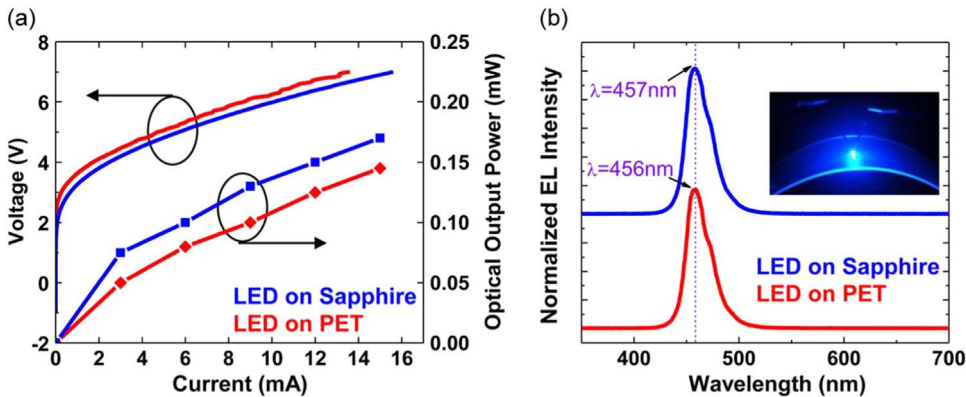 (a)
8
6
4
2
0
-2
Voltage (V)
0 2 4 6 8 10 12 14 16
Current (mA)
0.25
0.20
0.15
0.10
0.05
0.00
Optical Output Power (mW)
LED on Sapphire
LED on PET
(b)
Normalized EL Intensity
λ=457nm
λ=456nm
LED on Sapphire
LED on PET
400 500 600 700
Wavelength (nm)